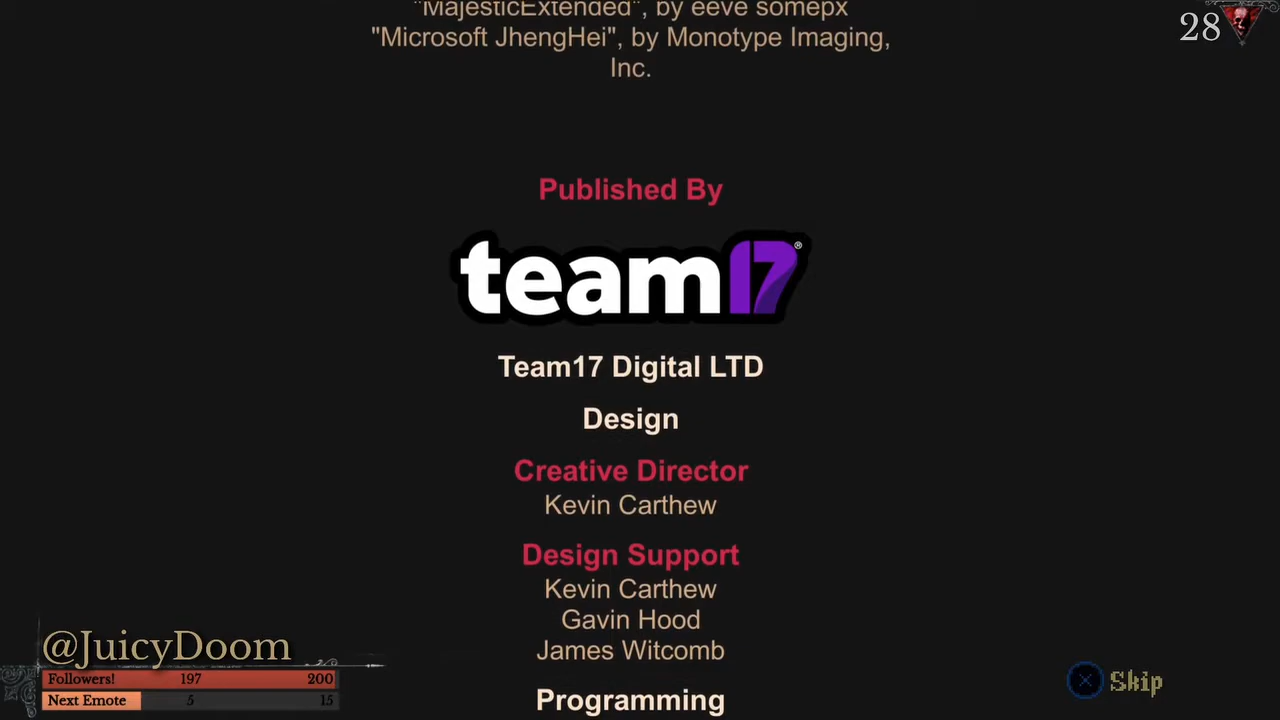 "MajesticExtended", by eeve somepx
"Microsoft JhengHei", by Monotype Imaging,
Inc.
28
Published By
team17®
Team17 Digital LTD
Design
Creative Director
Kevin Carthew
Design Support
Kevin Carthew
Gavin Hood
James Witcomb
Programming
@JuicyDoom
Followers! 197 200
Next Emote 5 15
Skip